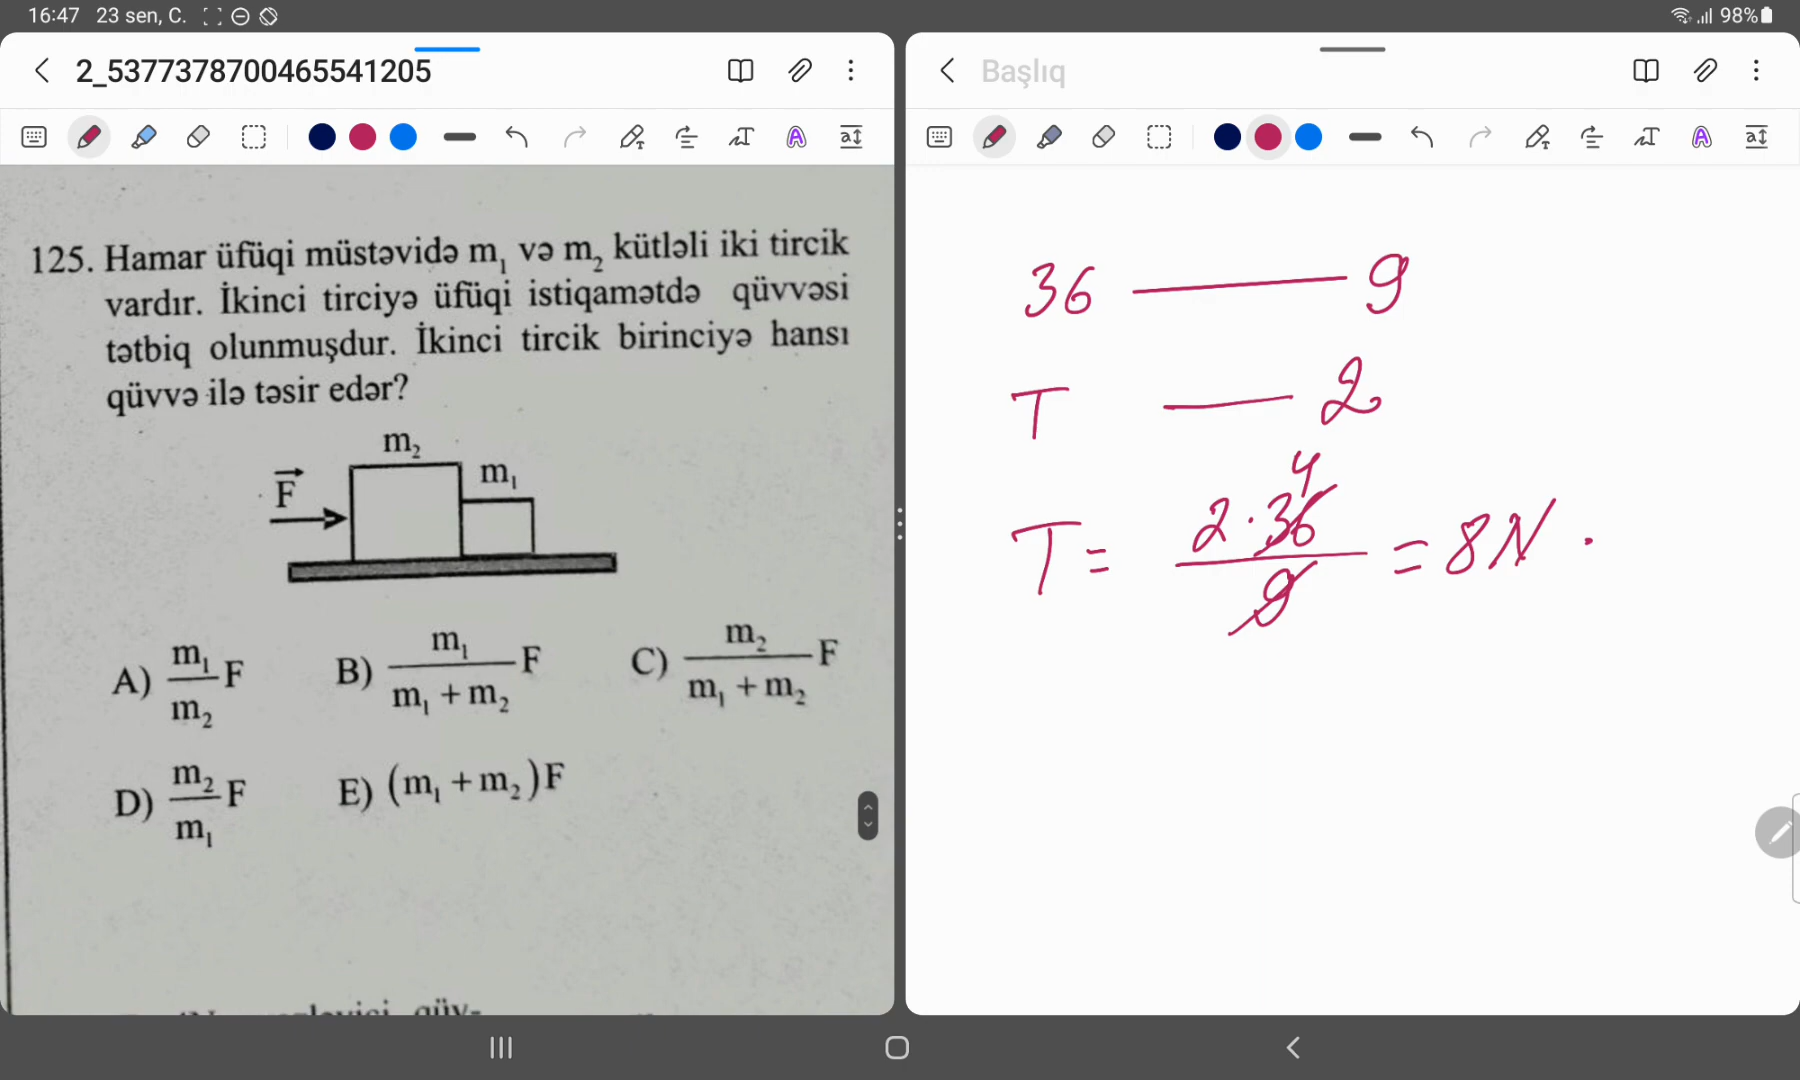 16:47 23 sen, C. 98%
2_5377378700465541205
125. Hamar üfüqi müstəvidə m₁ və m₂ kütləli iki tircik
vardır. İkinci tirciyə üfüqi istiqamətdə qüvvəsi
tətbiq olunmuşdur. İkinci tircik birinciyə hansı
qüvvə ilə təsir edər?
m₂
m₁
F
A) m₁/m₂ F B) m₁/(m₁ + m₂) F C) m₂/(m₁ + m₂) F
D) m₂/m₁ F E) (m₁ + m₂)F
qüv-
Başlıq
36 — 9
T — 2
T = 2 · 36/9 = 8N ·
4